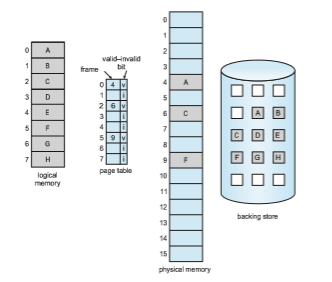 0 A
1 B
2 C
3 D
4 E
5 F
6 G
7 H
logical
memory
valid–invalid
bit
frame
0 4 v
1 i
2 6 v
3 i
4 i
5 9 v
6 i
7 i
page table
0
1
2
3
4 A
5
6 C
7
8
9 F
10
11
12
13
14
15
physical memory
A B
C D E
F G H
backing store